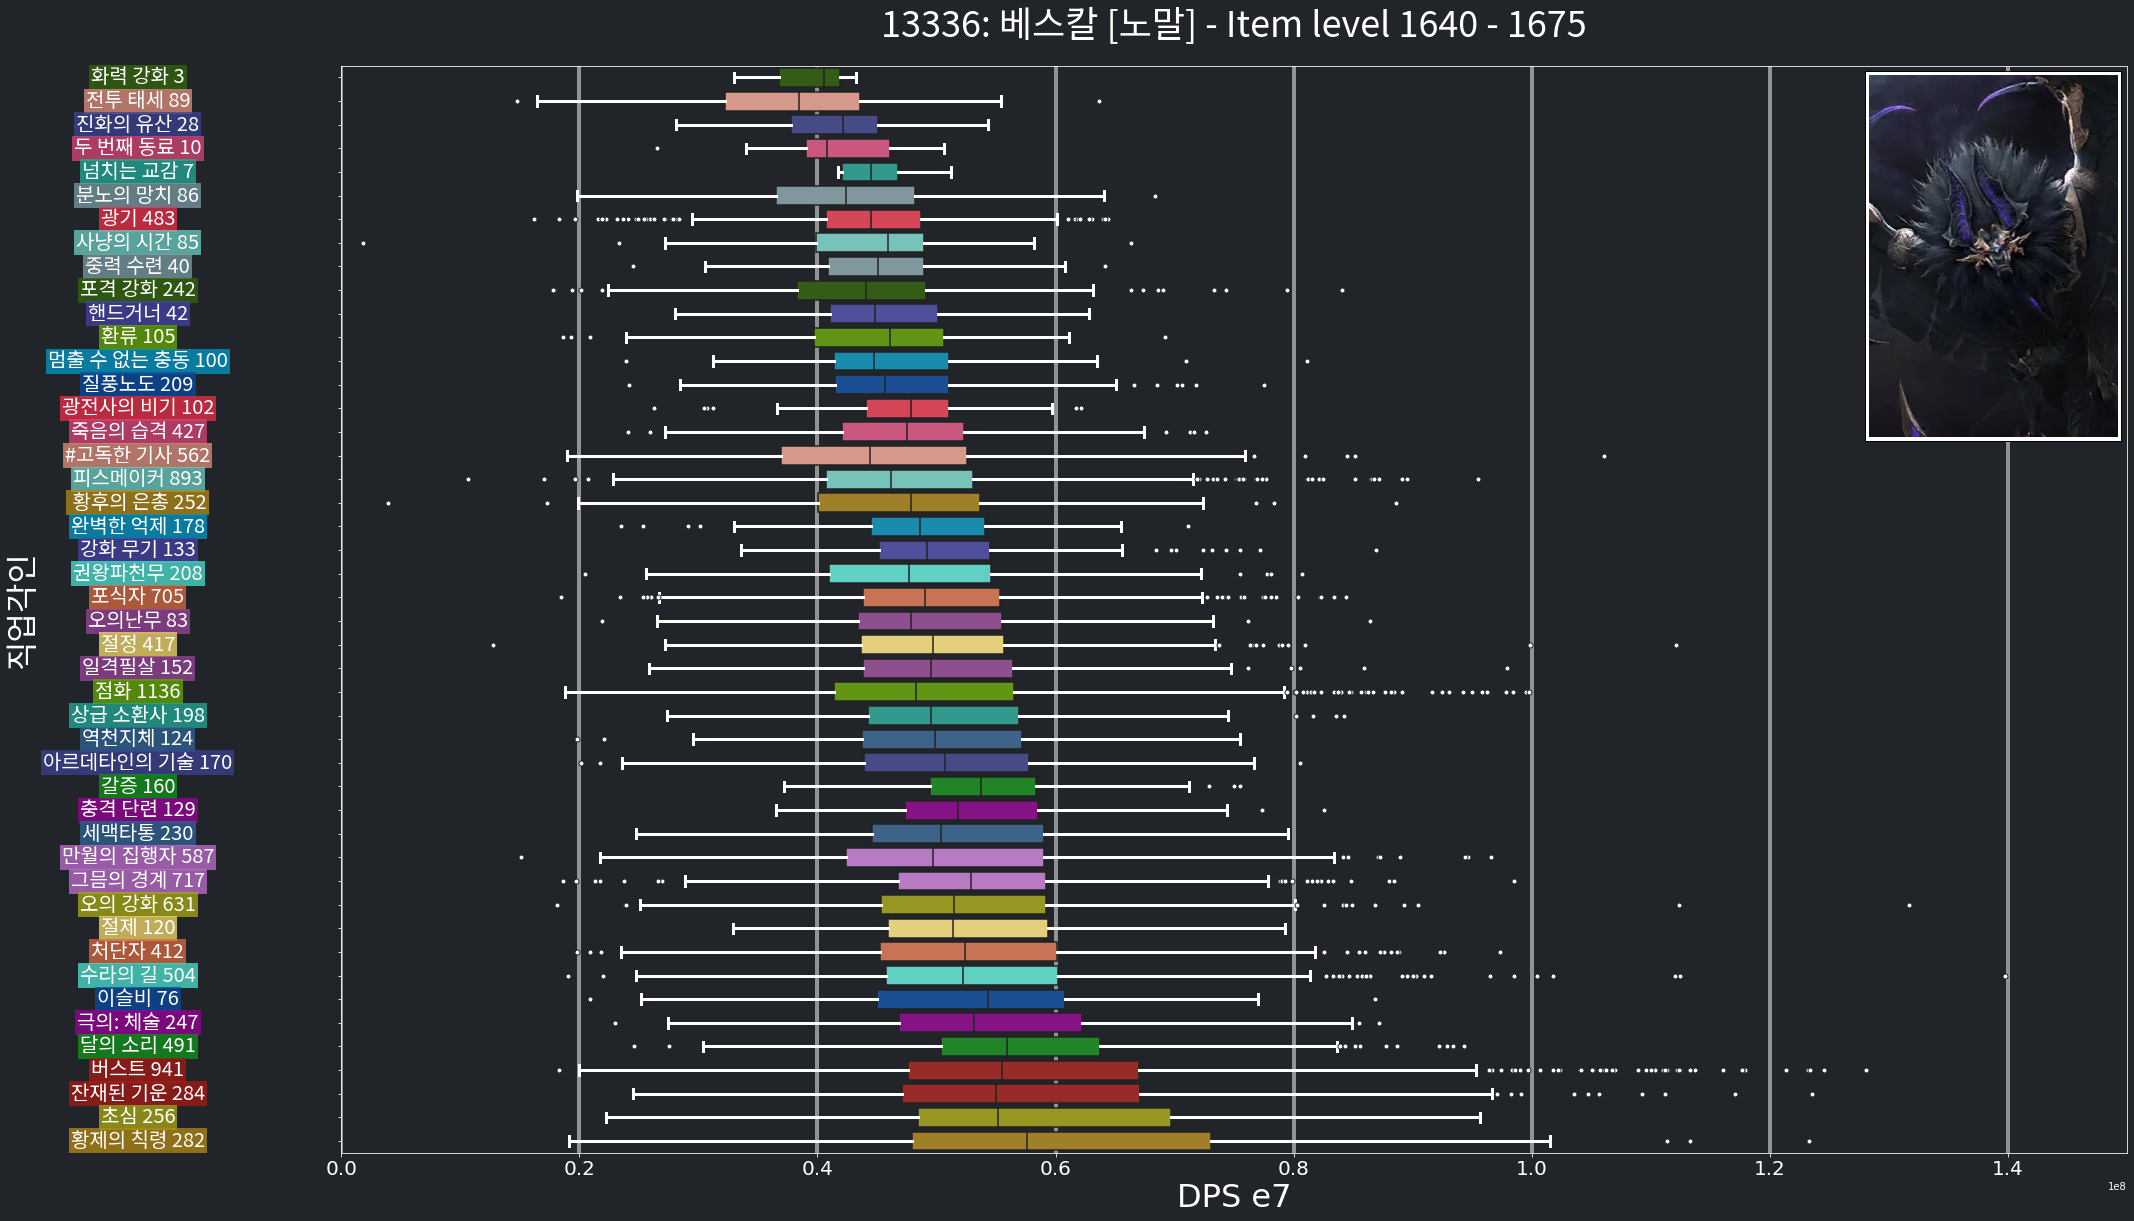 13336: 베스칼 [노말] - Item level 1640 - 1675
화력 강화 3
전투 태세 89
진화의 유산 28
두 번째 동료 10
넘치는 교감 7
분노의 망치 86
광기 483
사냥의 시간 85
중력 수련 40
포격 강화 242
핸드거너 42
환류 105
멈출 수 없는 충동 100
질풍노도 209
광전사의 비기 102
죽음의 습격 427
#고독한 기사 562
피스메이커 893
황후의 은총 252
완벽한 억제 178
강화 무기 133
권왕파천무 208
포식자 705
오의난무 83
절정 417
일격필살 152
점화 1136
상급 소환사 198
역천지체 124
아르데타인의 기술 170
갈증 160
충격 단련 129
세맥타통 230
만월의 집행자 587
그믐의 경계 717
오의 강화 631
절제 120
처단자 412
수라의 길 504
이슬비 76
극의: 체술 247
달의 소리 491
버스트 941
잔재된 기운 284
초심 256
황제의 칙령 282
직업각인
0.0 0.2 0.4 0.6 0.8 1.0 1.2 1.4
DPS e7
1e8